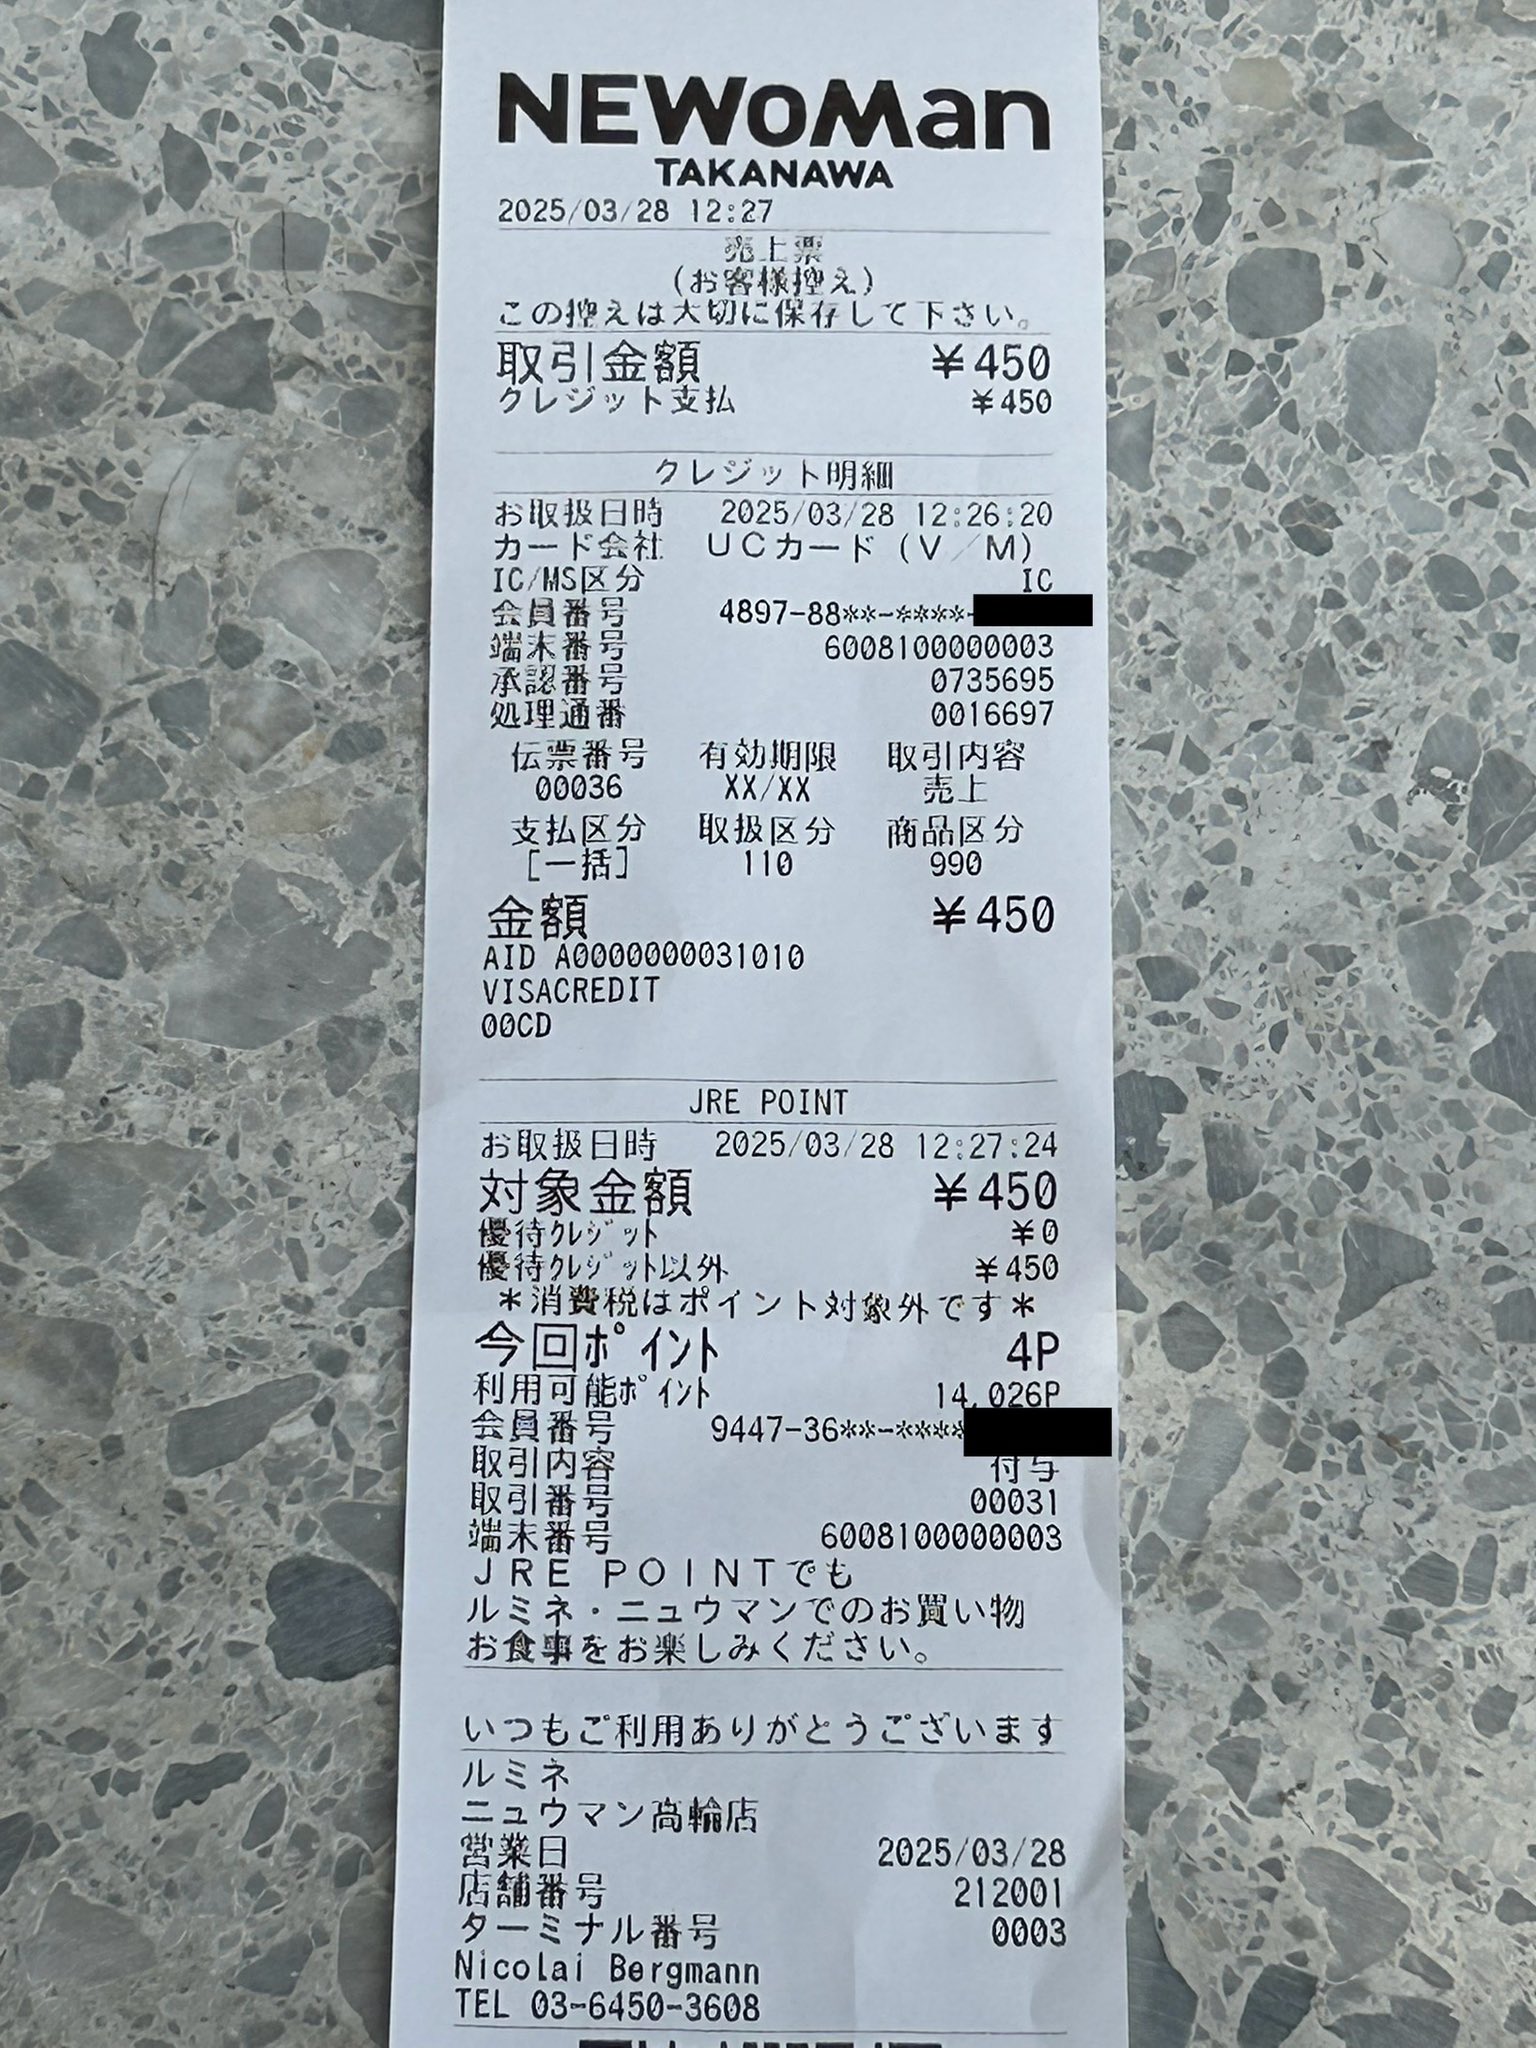 NEWoMan
TAKANAWA
2025/03/28 12:27
売上票
(お客様控え)
この控えは大切に保存して下さい。
取引金額 ¥450
クレジット支払 ¥450
クレジット明細
お取扱日時 2025/03/28 12:26:20
カード会社 UCカード(V/M)
IC/MS区分 IC
会員番号 4897-88**-****-
端末番号 6008100000003
承認番号 0735695
処理通番 0016697
伝票番号 有効期限 取引内容
00036 XX/XX 売上
支払区分 取扱区分 商品区分
[一括] 110 990
金額 ¥450
AID A0000000031010
VISACREDIT
00CD
JRE POINT
お取扱日時 2025/03/28 12:27:24
対象金額 ¥450
優待クレジット ¥0
優待クレジット以外 ¥450
*消費税はポイント対象外です*
今回ポイント 4P
利用可能ポイント 14,026P
会員番号 9447-36**-****
取引内容 付与
取引番号 00031
端末番号 6008100000003
JRE POINTでも
ルミネ・ニュウマンでのお買い物
お食事をお楽しみください。
いつもご利用ありがとうございます
ルミネ
ニュウマン高輪店
営業日 2025/03/28
店舗番号 212001
ターミナル番号 0003
Nicolai Bergmann
TEL 03-6450-3608